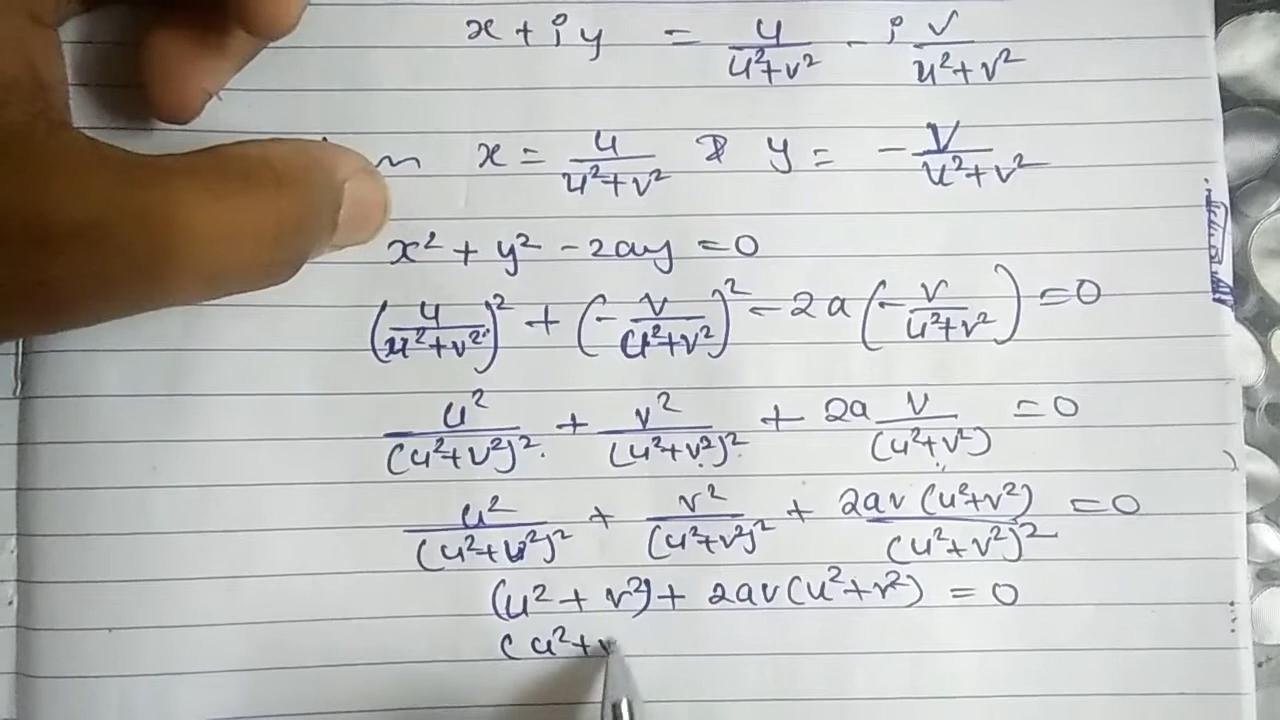 x + iy = u/(u²+v²) - i v/(u²+v²)
x = u/(u²+v²) & y = - v/(u²+v²)
x² + y² - 2ay = 0
(u/(u²+v²))² + (- v/(u²+v²))² - 2a (- v/(u²+v²)) = 0
u²/(u²+v²)² + v²/(u²+v²)² + 2a v/(u²+v²) = 0
u²/(u²+v²)² + v²/(u²+v²)² + 2av(u²+v²)/(u²+v²)² = 0
(u² + v²) + 2av(u²+v²) = 0
(u²+v